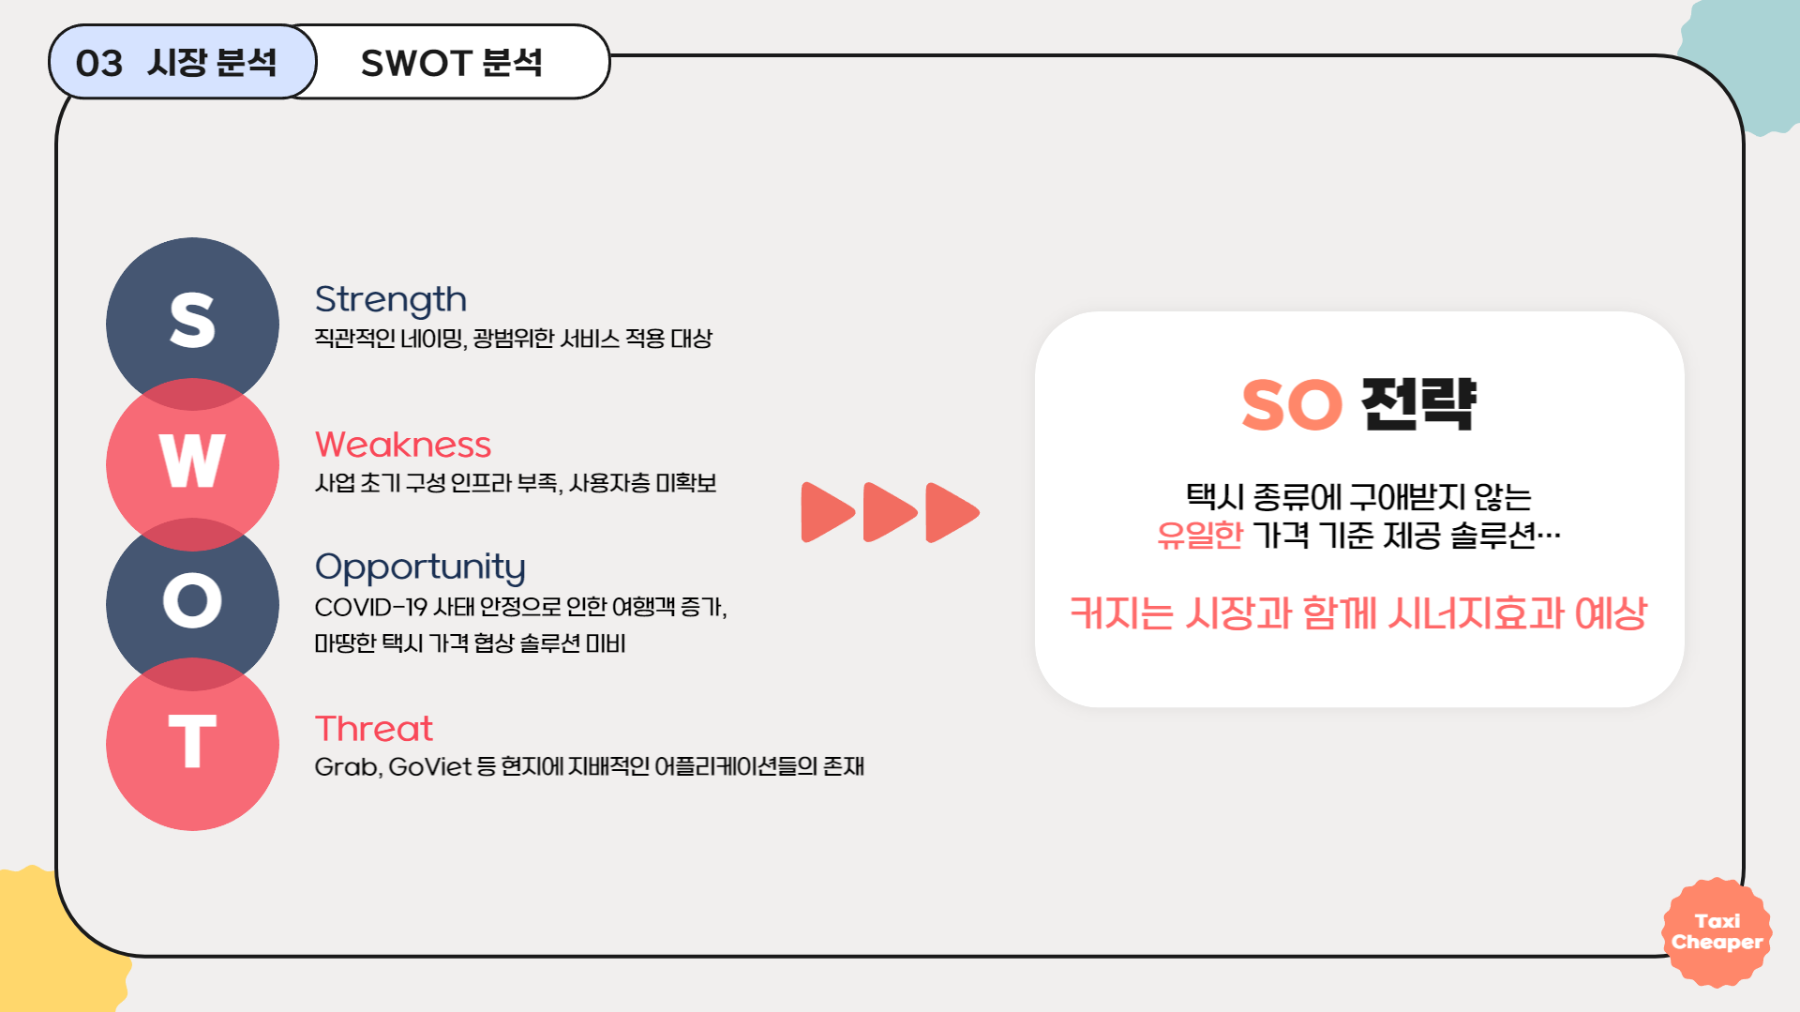 03 시장 분석
SWOT 분석
S
Strength
직관적인 네이밍, 광범위한 서비스 적용 대상
W
Weakness
사업 초기 구성 인프라 부족, 사용자층 미확보
O
Opportunity
COVID-19 사태 안정으로 인한 여행객 증가,
마땅한 택시 가격 협상 솔루션 미비
T
Threat
Grab, GoViet 등 현지에 지배적인 어플리케이션들의 존재
SO 전략
택시 종류에 구애받지 않는
유일한 가격 기준 제공 솔루션…
커지는 시장과 함께 시너지효과 예상
Taxi
Cheaper